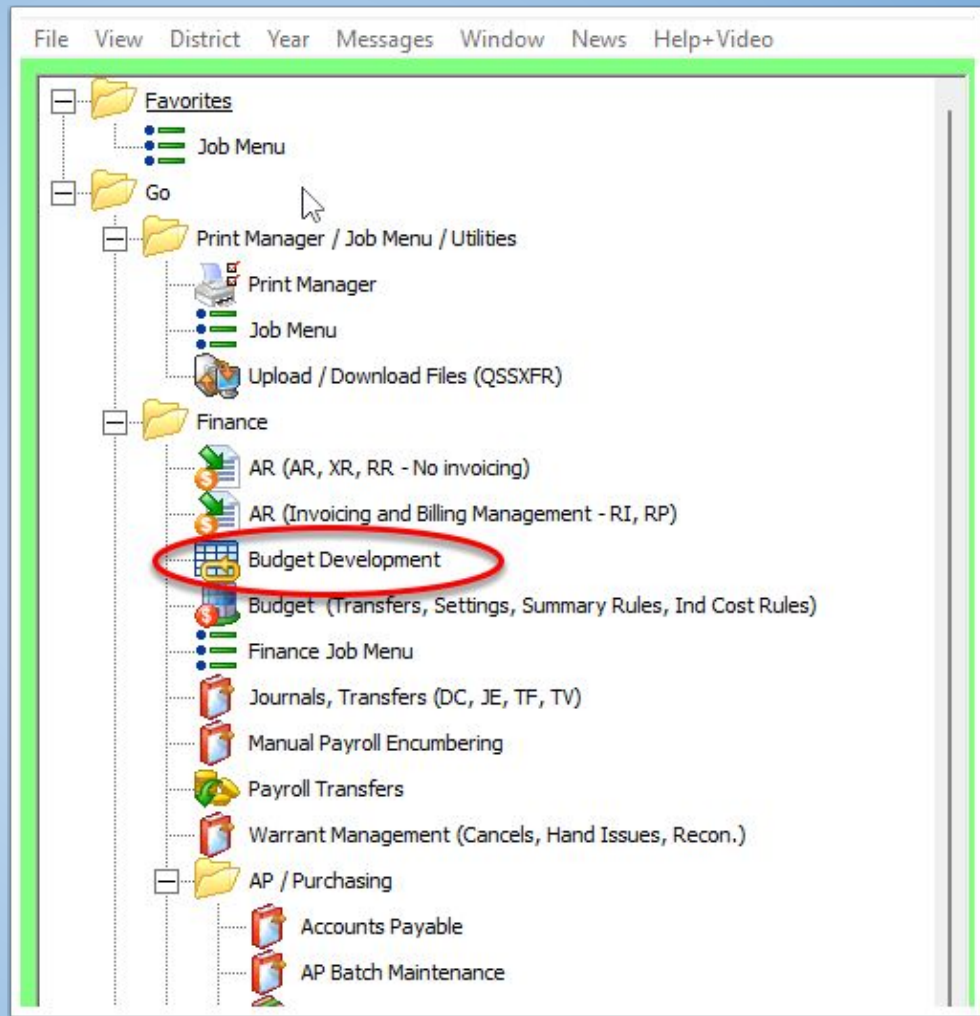 File View District Year Messages Window News Help+Video
Favorites
Job Menu
Go
Print Manager / Job Menu / Utilities
Print Manager
Job Menu
Upload / Download Files (QSSXFR)
Finance
AR (AR, XR, RR - No invoicing)
AR (Invoicing and Billing Management - RI, RP)
Budget Development
Budget (Transfers, Settings, Summary Rules, Ind Cost Rules)
Finance Job Menu
Journals, Transfers (DC, JE, TF, TV)
Manual Payroll Encumbering
Payroll Transfers
Warrant Management (Cancels, Hand Issues, Recon.)
AP / Purchasing
Accounts Payable
AP Batch Maintenance